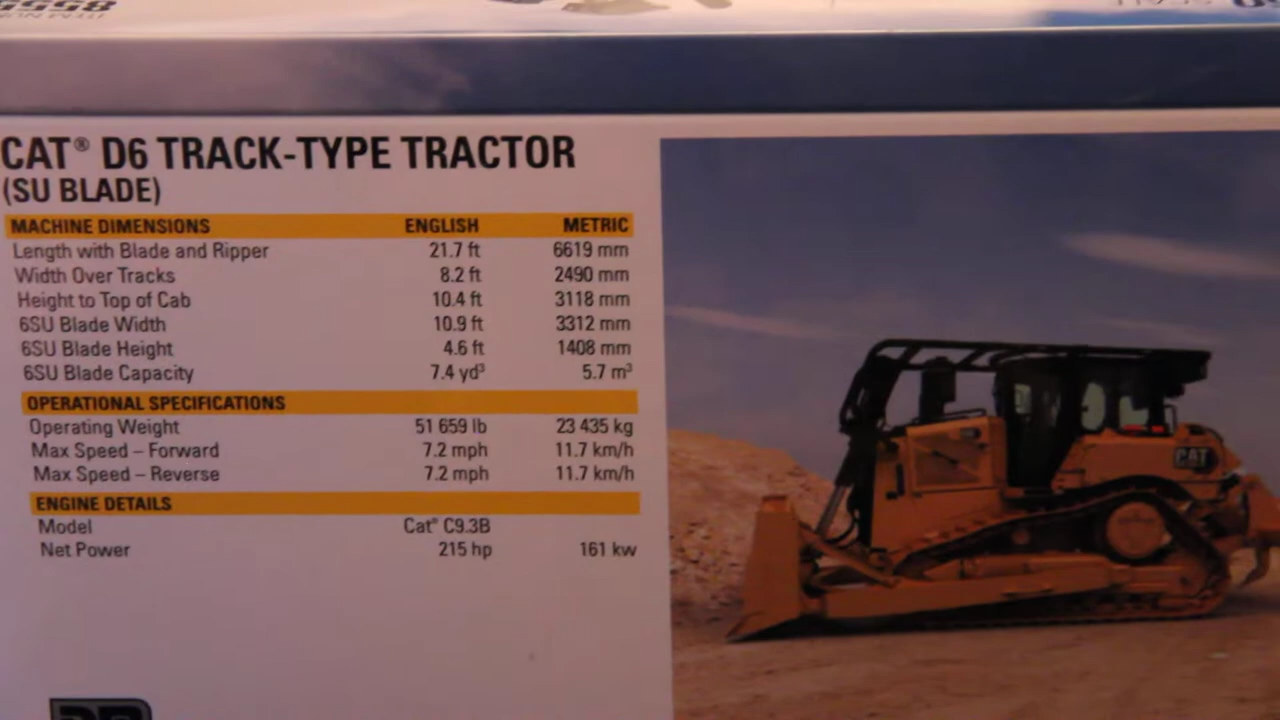 CAT® D6 TRACK-TYPE TRACTOR
(SU BLADE)
MACHINE DIMENSIONS ENGLISH METRIC
Length with Blade and Ripper 21.7 ft 6619 mm
Width Over Tracks 8.2 ft 2490 mm
Height to Top of Cab 10.4 ft 3118 mm
6SU Blade Width 10.9 ft 3312 mm
6SU Blade Height 4.6 ft 1408 mm
6SU Blade Capacity 7.4 yd³ 5.7 m³
OPERATIONAL SPECIFICATIONS
Operating Weight 51 659 lb 23 435 kg
Max Speed – Forward 7.2 mph 11.7 km/h
Max Speed – Reverse 7.2 mph 11.7 km/h
ENGINE DETAILS
Model Cat® C9.3B
Net Power 215 hp 161 kw
CAT